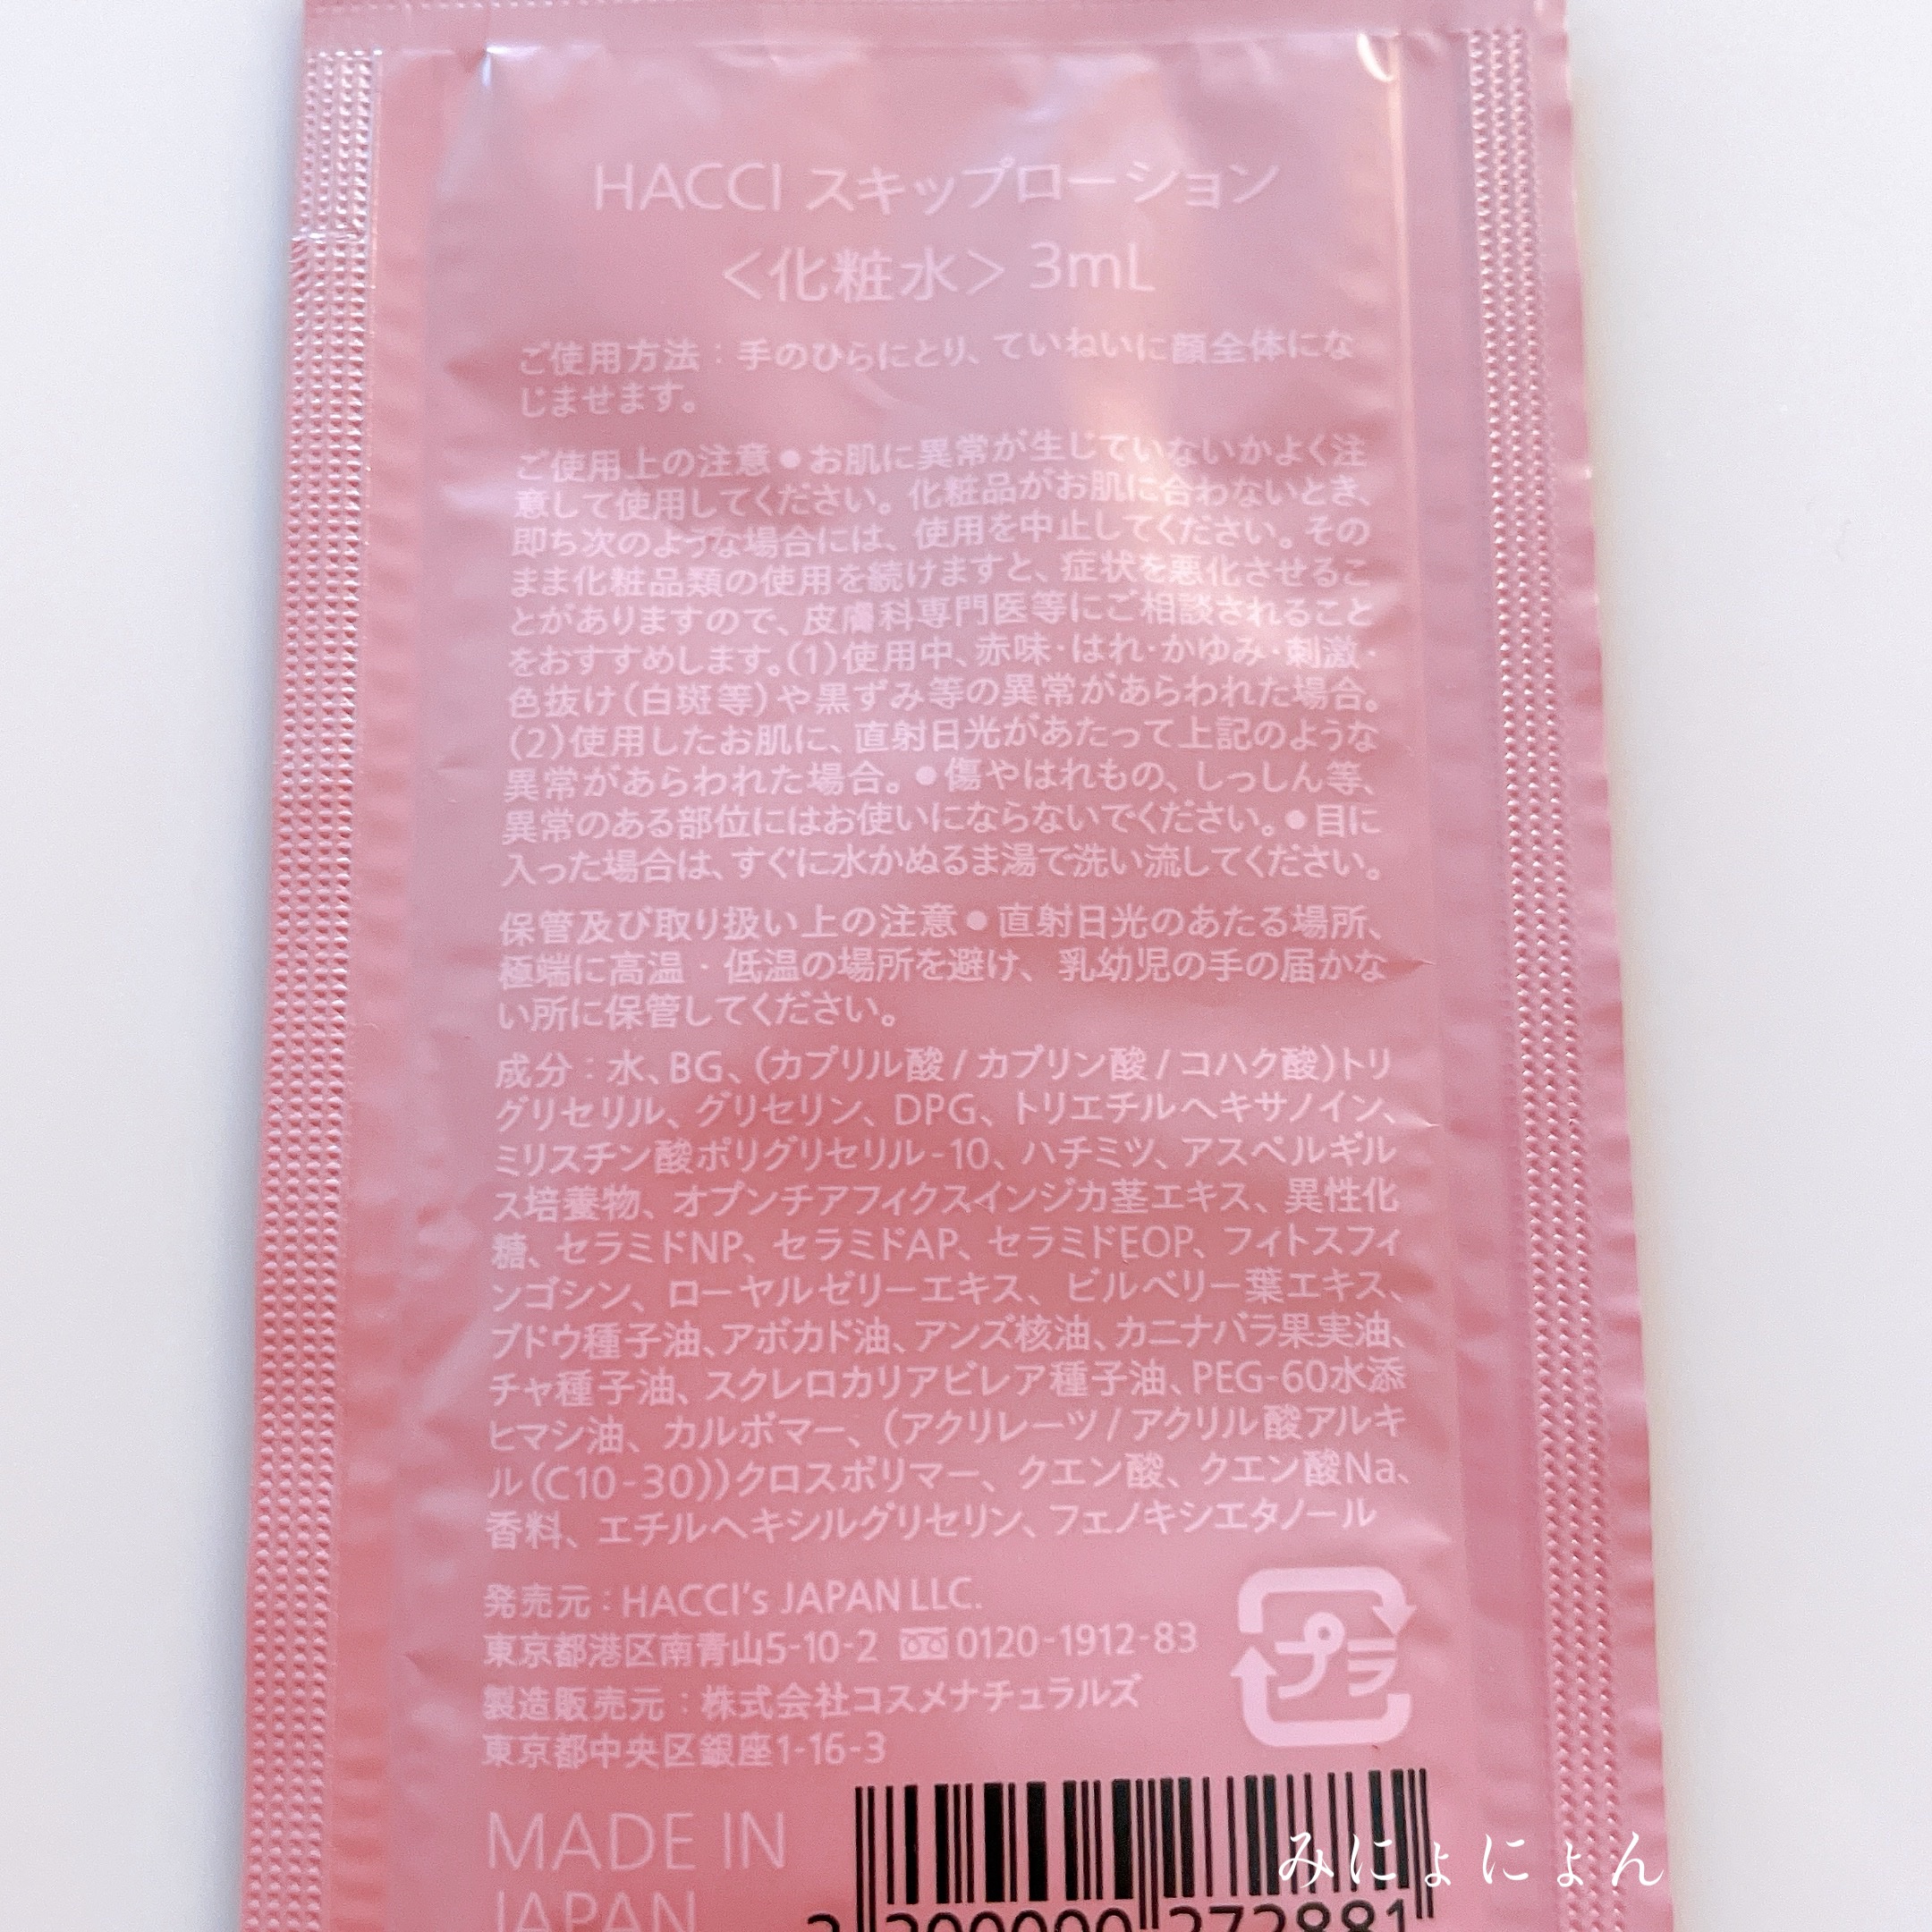 HACCI スキップローション
＜化粧水＞ 3mL
ご使用方法：手のひらにとり、ていねいに顔全体にな
じませます。
ご使用上の注意●お肌に異常が生じていないかよく注
意して使用してください。化粧品がお肌に合わないとき、
即ち次のような場合には、使用を中止してください。その
まま化粧品類の使用を続けますと、症状を悪化させるこ
とがありますので、皮膚科専門医等にご相談されること
をおすすめします。(1)使用中、赤味・はれ・かゆみ・刺激・
色抜け(白斑等)や黒ずみ等の異常があらわれた場合。
(2)使用したお肌に、直射日光があたって上記のような
異常があらわれた場合。●傷やはれもの、しっしん等、
異常のある部位にはお使いにならないでください。●目に
入った場合は、すぐに水かぬるま湯で洗い流してください。
保管及び取り扱い上の注意●直射日光のあたる場所、
極端に高温・低温の場所を避け、乳幼児の手の届かな
い所に保管してください。
成分：水、BG、(カプリル酸/カプリン酸/コハク酸)トリ
グリセリル、グリセリン、DPG、トリエチルヘキサノイン、
ミリスチン酸ポリグリセリル-10、ハチミツ、アスペルギル
ス培養物、オプンチアフィクスインジカ茎エキス、異性化
糖、セラミドNP、セラミドAP、セラミドEOP、フィトスフィ
ンゴシン、ローヤルゼリーエキス、ビルベリー葉エキス、
ブドウ種子油、アボカド油、アンズ核油、カニナバラ果実油、
チャ種子油、スクレロカリアビレア種子油、PEG-60水添
ヒマシ油、カルボマー、(アクリレーツ/アクリル酸アルキ
ル(C10-30))クロスポリマー、クエン酸、クエン酸Na、
香料、エチルヘキシルグリセリン、フェノキシエタノール
発売元：HACCI's JAPAN LLC.
東京都港区南青山5-10-2 0120-1912-83
製造販売元：株式会社コスメナチュラルズ
東京都中央区銀座1-16-3
プラ
MADE IN
JAPAN
みにょにょん